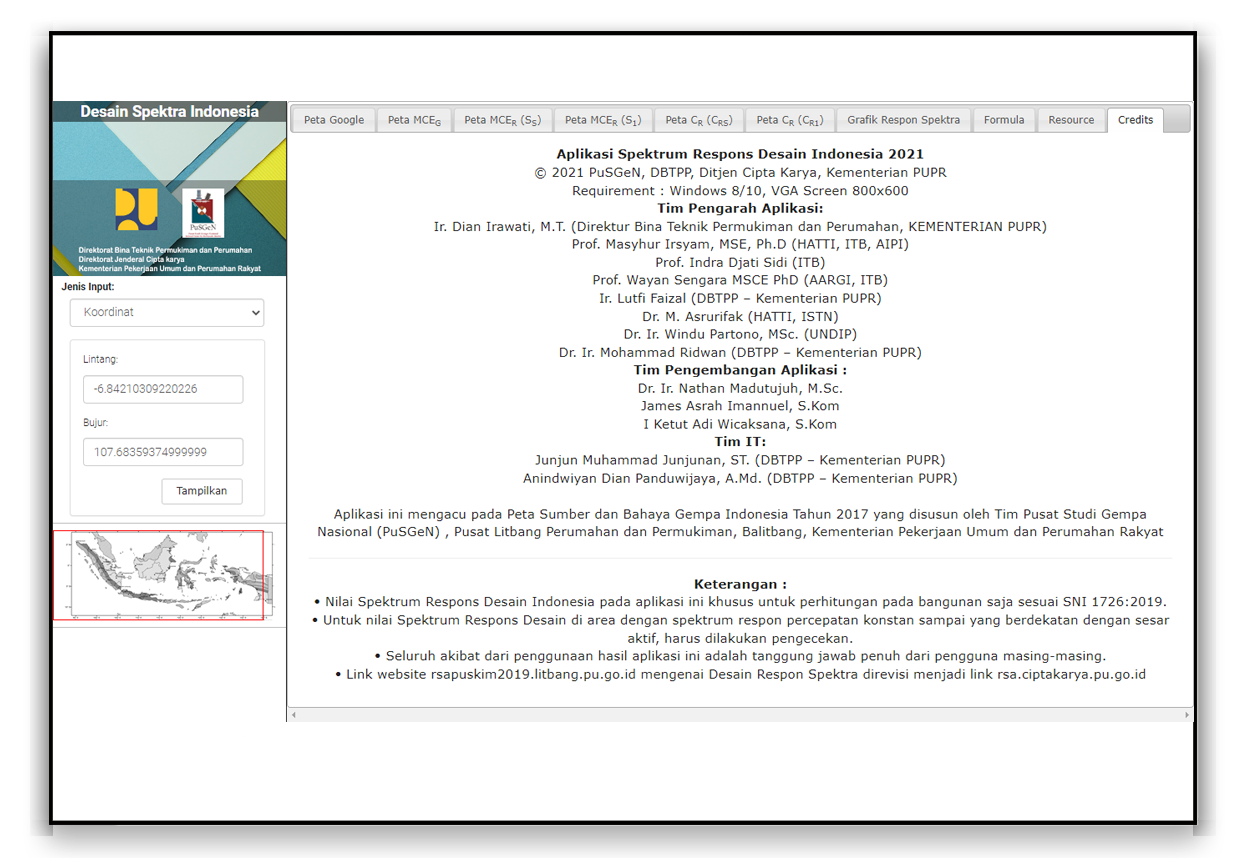 Desain Spektra Indonesia
PuSGeN
Direktorat Bina Teknik Permukiman dan Perumahan
Direktorat Jenderal Cipta karya
Kementerian Pekerjaan Umum dan Perumahan Rakyat
Jenis Input:
Koordinat
Lintang:
-6.84210309220226
Bujur:
107.68359374999999
Tampilkan
Peta Google Peta MCEG Peta MCER (SS) Peta MCER (S1) Peta CR (CRS) Peta CR (CR1) Grafik Respon Spektra Formula Resource Credits
Aplikasi Spektrum Respons Desain Indonesia 2021
© 2021 PuSGeN, DBTPP, Ditjen Cipta Karya, Kementerian PUPR
Requirement : Windows 8/10, VGA Screen 800x600
Tim Pengarah Aplikasi:
Ir. Dian Irawati, M.T. (Direktur Bina Teknik Permukiman dan Perumahan, KEMENTERIAN PUPR)
Prof. Masyhur Irsyam, MSE, Ph.D (HATTI, ITB, AIPI)
Prof. Indra Djati Sidi (ITB)
Prof. Wayan Sengara MSCE PhD (AARGI, ITB)
Ir. Lutfi Faizal (DBTPP – Kementerian PUPR)
Dr. M. Asrurifak (HATTI, ISTN)
Dr. Ir. Windu Partono, MSc. (UNDIP)
Dr. Ir. Mohammad Ridwan (DBTPP – Kementerian PUPR)
Tim Pengembangan Aplikasi :
Dr. Ir. Nathan Madutujuh, M.Sc.
James Asrah Imannuel, S.Kom
I Ketut Adi Wicaksana, S.Kom
Tim IT:
Junjun Muhammad Junjunan, ST. (DBTPP – Kementerian PUPR)
Anindwiyan Dian Panduwijaya, A.Md. (DBTPP – Kementerian PUPR)
Aplikasi ini mengacu pada Peta Sumber dan Bahaya Gempa Indonesia Tahun 2017 yang disusun oleh Tim Pusat Studi Gempa
Nasional (PuSGeN) , Pusat Litbang Perumahan dan Permukiman, Balitbang, Kementerian Pekerjaan Umum dan Perumahan Rakyat
Keterangan :
• Nilai Spektrum Respons Desain Indonesia pada aplikasi ini khusus untuk perhitungan pada bangunan saja sesuai SNI 1726:2019.
• Untuk nilai Spektrum Respons Desain di area dengan spektrum respon percepatan konstan sampai yang berdekatan dengan sesar
aktif, harus dilakukan pengecekan.
• Seluruh akibat dari penggunaan hasil aplikasi ini adalah tanggung jawab penuh dari pengguna masing-masing.
• Link website rsapuskim2019.litbang.pu.go.id mengenai Desain Respon Spektra direvisi menjadi link rsa.ciptakarya.pu.go.id